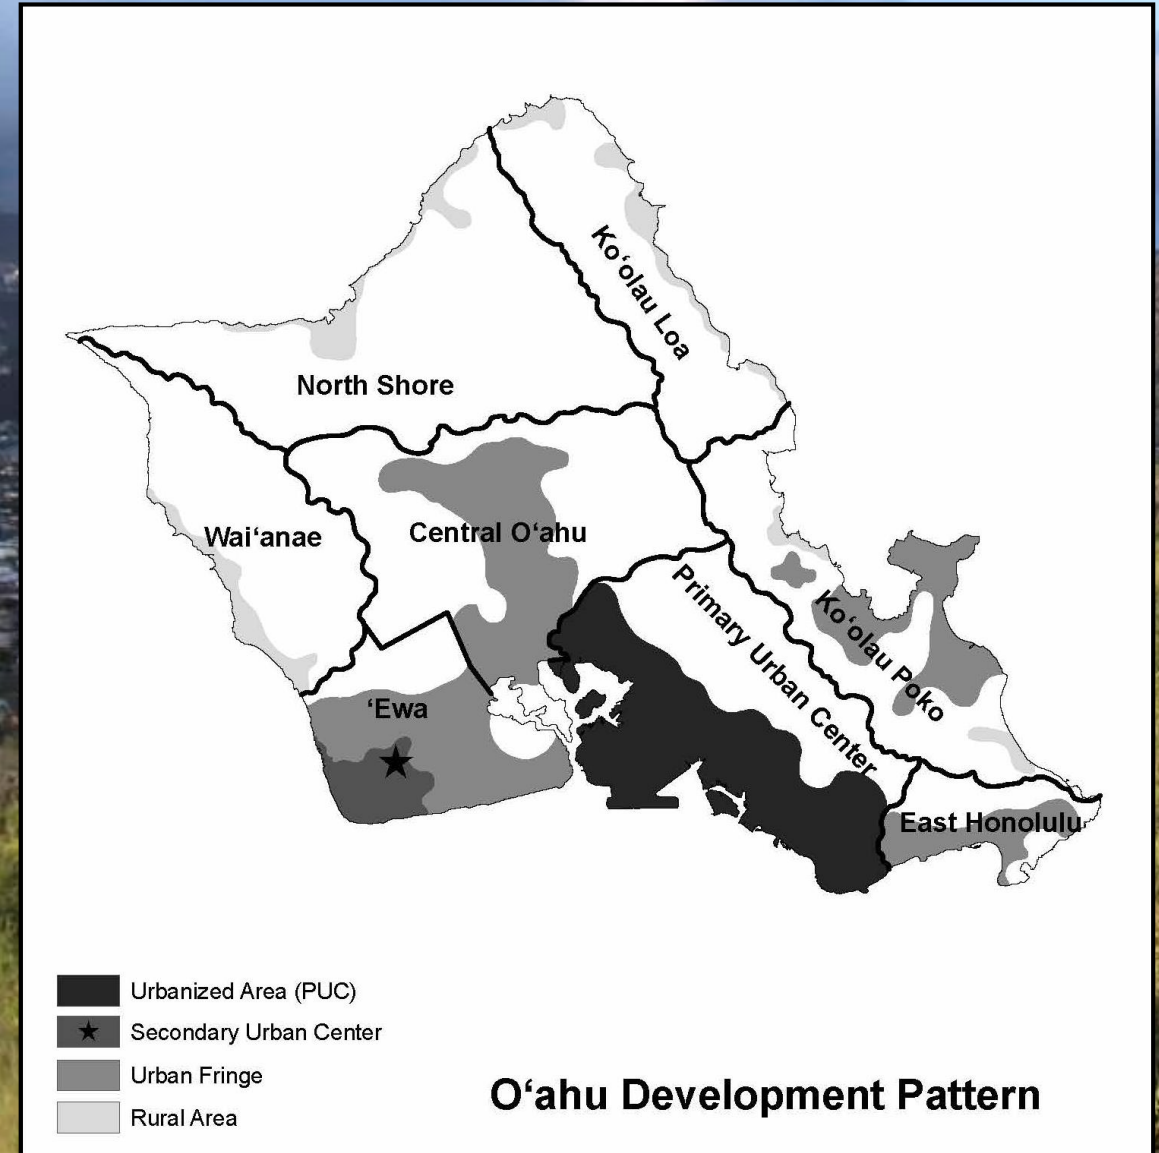 Ko‘olau Loa
North Shore
Wai‘anae
Central O‘ahu
Primary Urban Center
Ko‘olau Poko
‘Ewa
East Honolulu
Urbanized Area (PUC)
Secondary Urban Center
Urban Fringe
Rural Area
O‘ahu Development Pattern